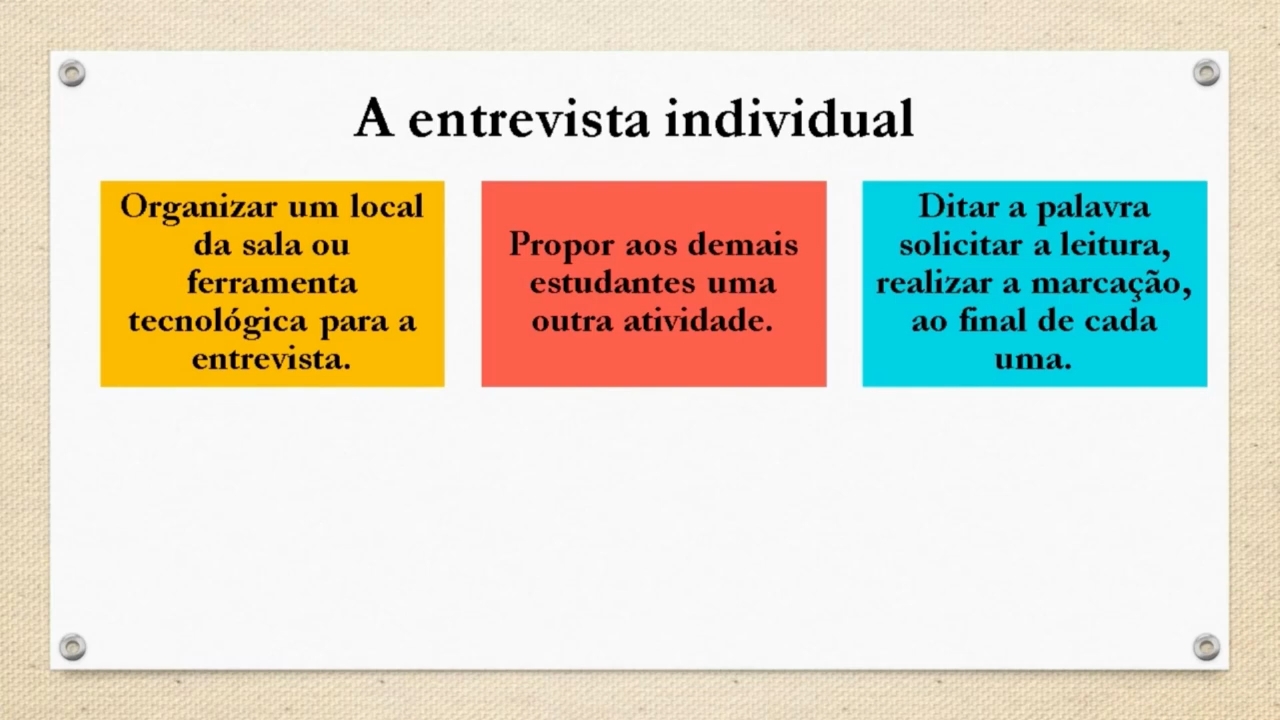 A entrevista individual
Organizar um local
da sala ou
ferramenta
tecnológica para a
entrevista.
Propor aos demais
estudantes uma
outra atividade.
Ditar a palavra
solicitar a leitura,
realizar a marcação,
ao final de cada
uma.